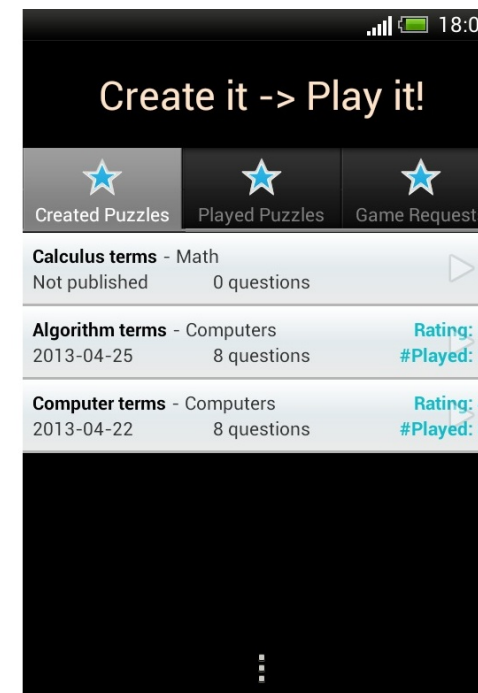 18:0
Create it -> Play it!
Created Puzzles Played Puzzles Game Request
Calculus terms - Math
Not published 0 questions
Algorithm terms - Computers Rating:
2013-04-25 8 questions #Played:
Computer terms - Computers Rating:
2013-04-22 8 questions #Played: